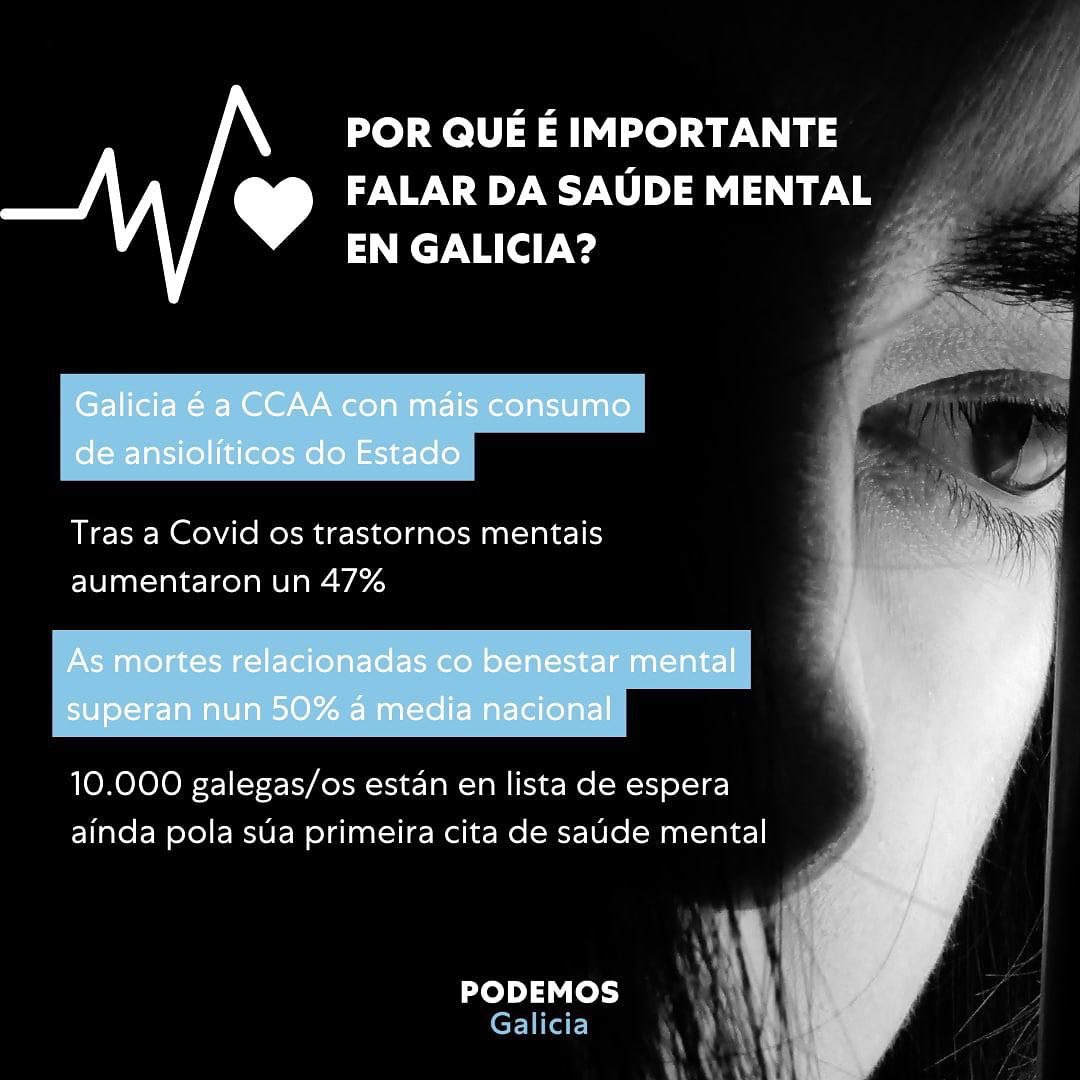 POR QUÉ É IMPORTANTE
FALAR DA SAÚDE MENTAL
EN GALICIA?
Galicia é a CCAA con máis consumo
de ansiolíticos do Estado
Tras a Covid os trastornos mentais
aumentaron un 47%
As mortes relacionadas co benestar mental
superan nun 50% á media nacional
10.000 galegas/os están en lista de espera
aínda pola súa primeira cita de saúde mental
PODEMOS
Galicia